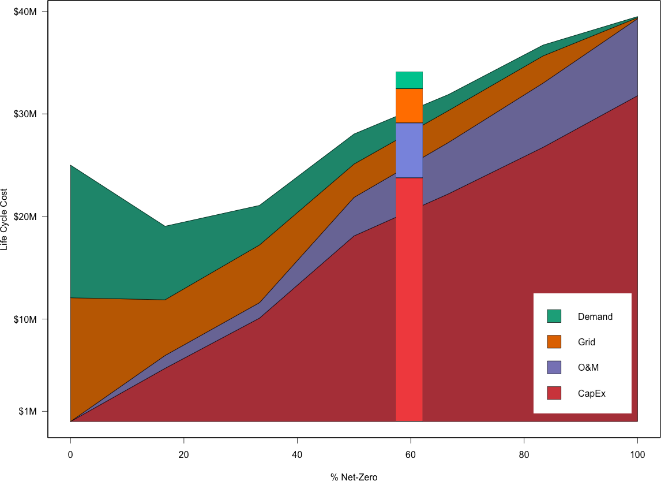 $40M
$30M
$20M
$10M
$1M
Life Cycle Cost
0
20
40
60
80
100
% Net-Zero
Demand
Grid
O&M
CapEx